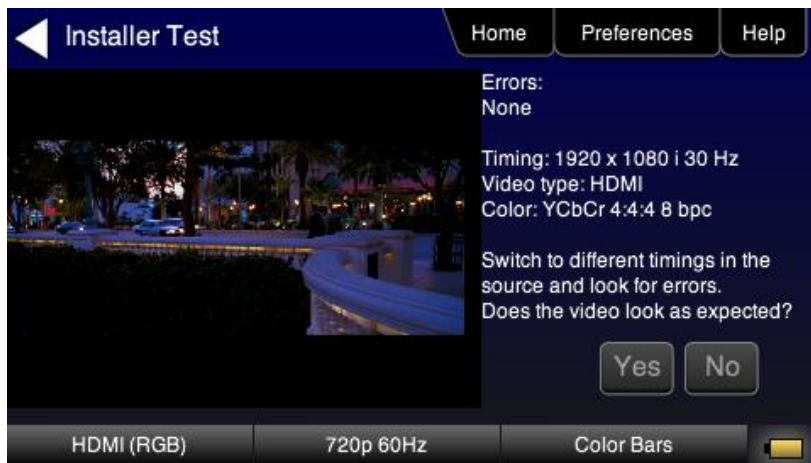 Installer Test
Home
Preferences
Help
Errors:
None
Timing: 1920 x 1080 i 30 Hz
Video type: HDMI
Color: YCbCr 4:4:4 8 bpc
Switch to different timings in the
source and look for errors.
Does the video look as expected?
Yes
No
HDMI (RGB)
720p 60Hz
Color Bars